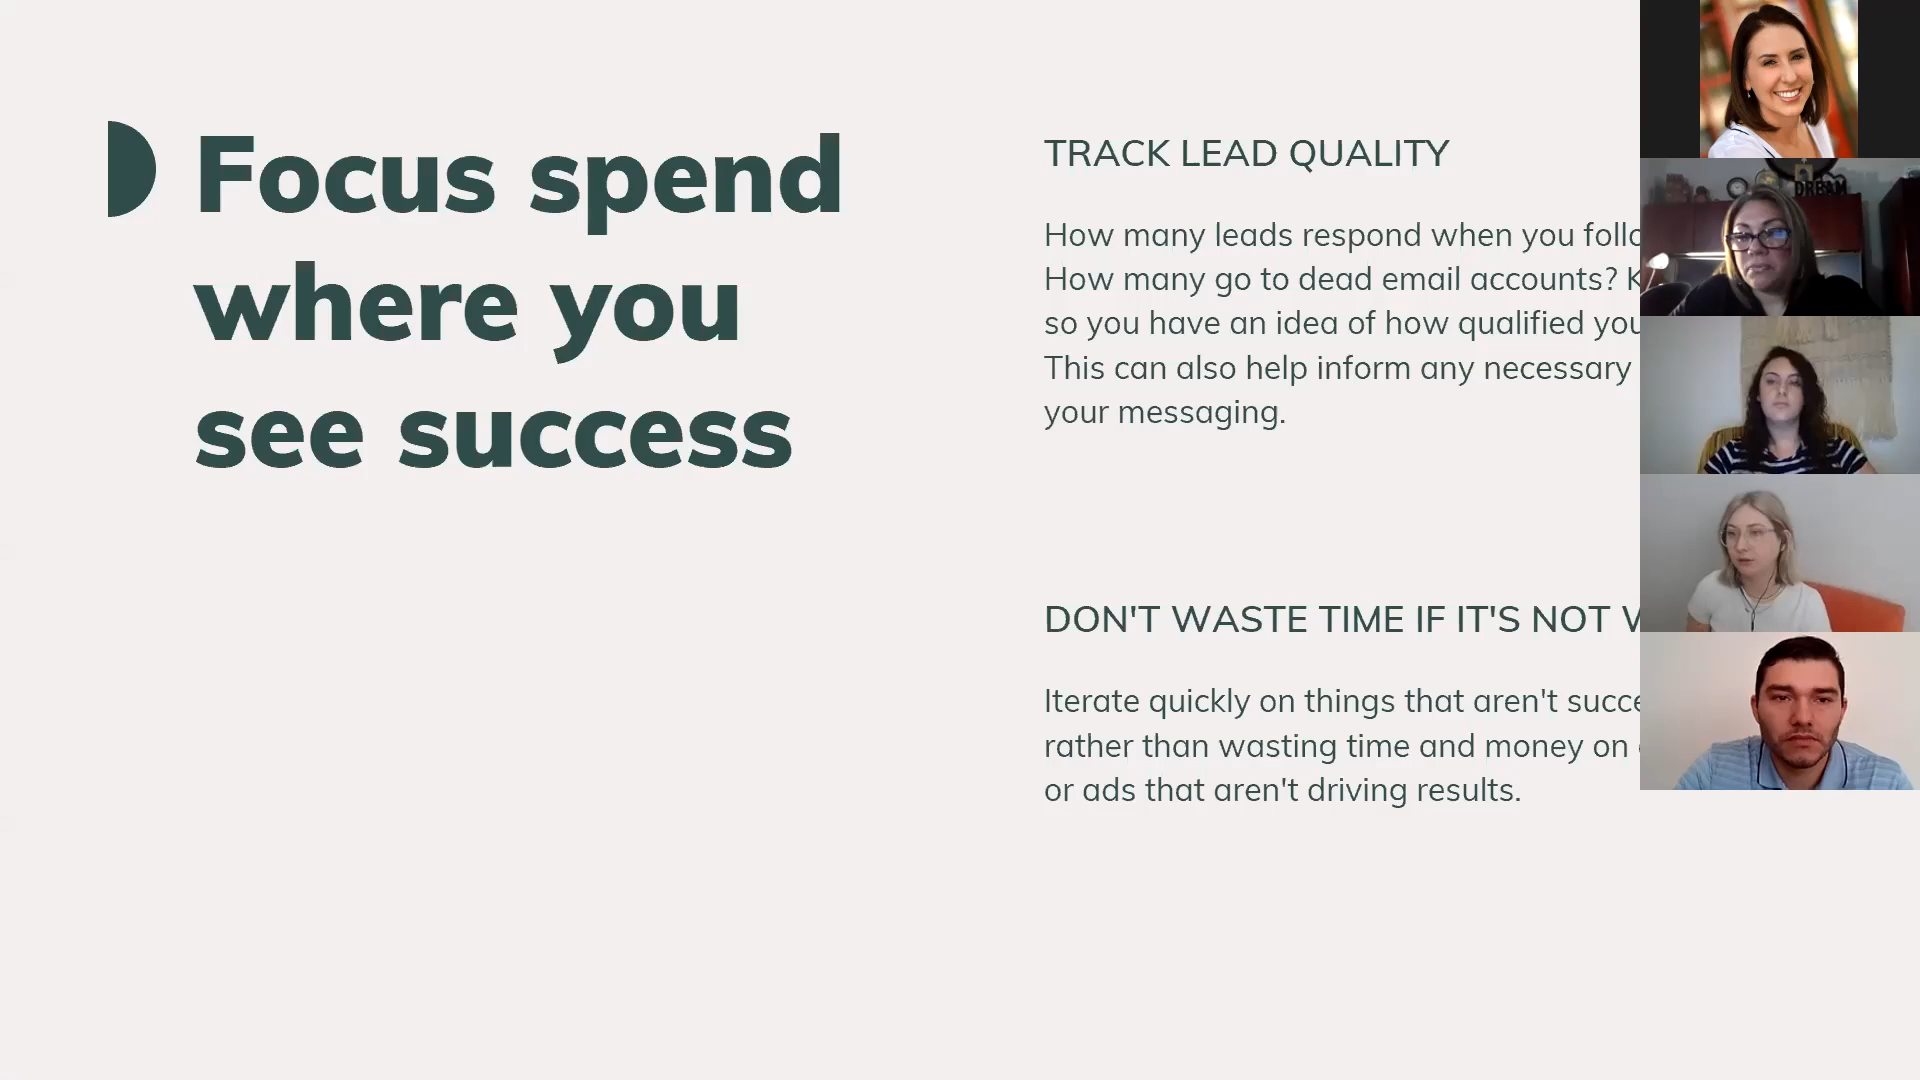 Focus spend
where you
see success
TRACK LEAD QUALITY
How many leads respond when you
How many go to dead email accounts?
so you have an idea of how qualified
This can also help inform any necessary
your messaging.
DON'T WASTE TIME IF IT'S NOT
Iterate quickly on things that aren't
rather than wasting time and money on
or ads that aren't driving results.
DREAM